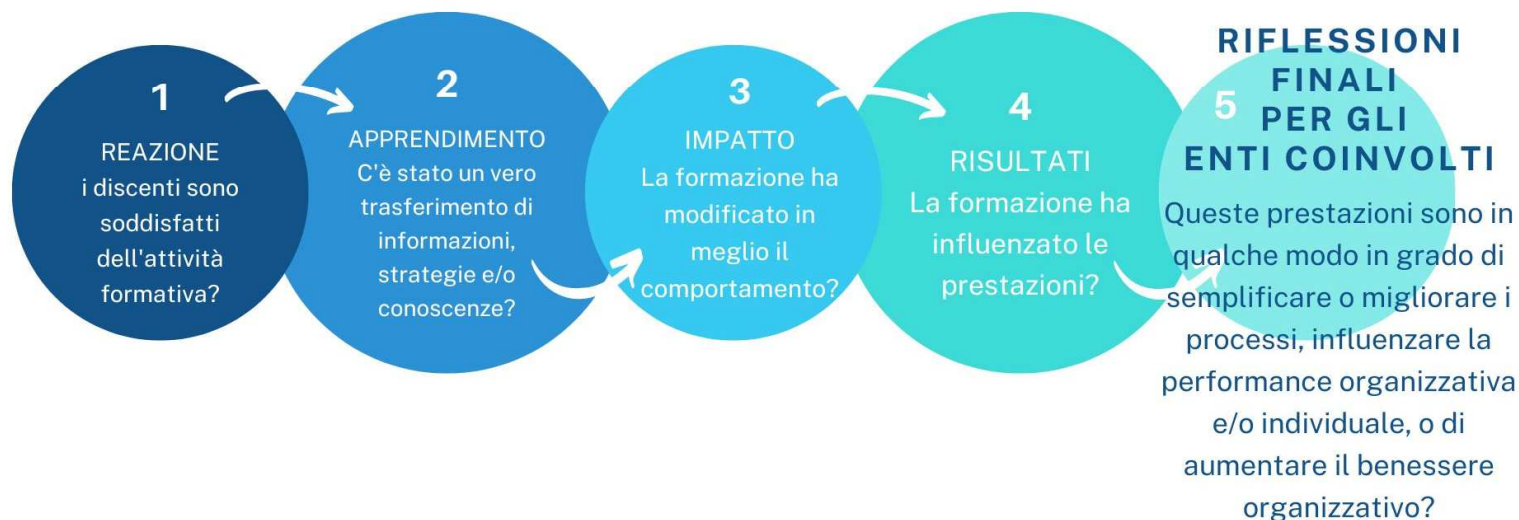 1
REAZIONE
i discenti sono
soddisfatti
dell'attività
formativa?
2
APPRENDIMENTO
C'è stato un vero
trasferimento di
informazioni,
strategie e/o
conoscenze?
3
IMPATTO
La formazione ha
modificato in
meglio il
comportamento?
4
RISULTATI
La formazione ha
influenzato le
prestazioni?
5
RIFLESSIONI
FINALI
PER GLI
ENTI COINVOLTI
Queste prestazioni sono in
qualche modo in grado di
semplificare o migliorare i
processi, influenzare la
performance organizzativa
e/o individuale, o di
aumentare il benessere
organizzativo?